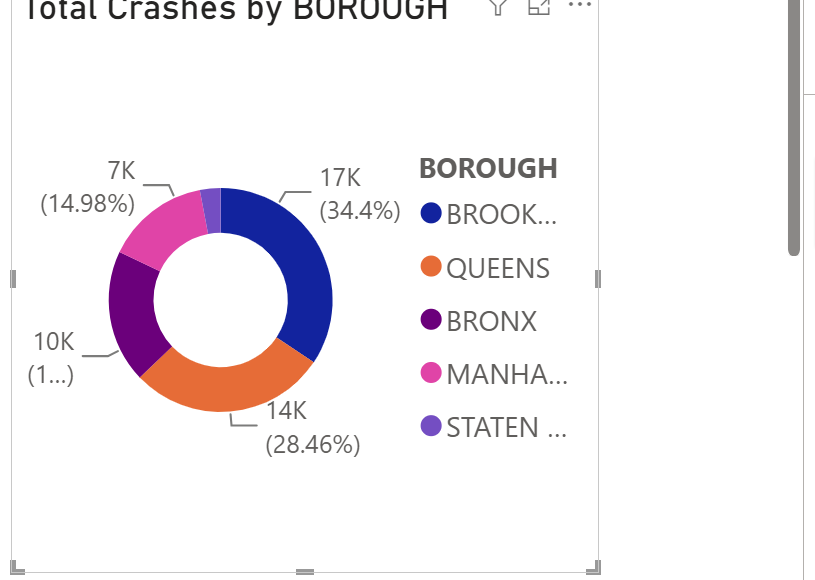 Total Crashes by BOROUGH
7K
(14.98%)
17K
(34.4%)
10K
(1...)
14K
(28.46%)
BOROUGH
BROOK...
QUEENS
BRONX
MANHA...
STATEN ...